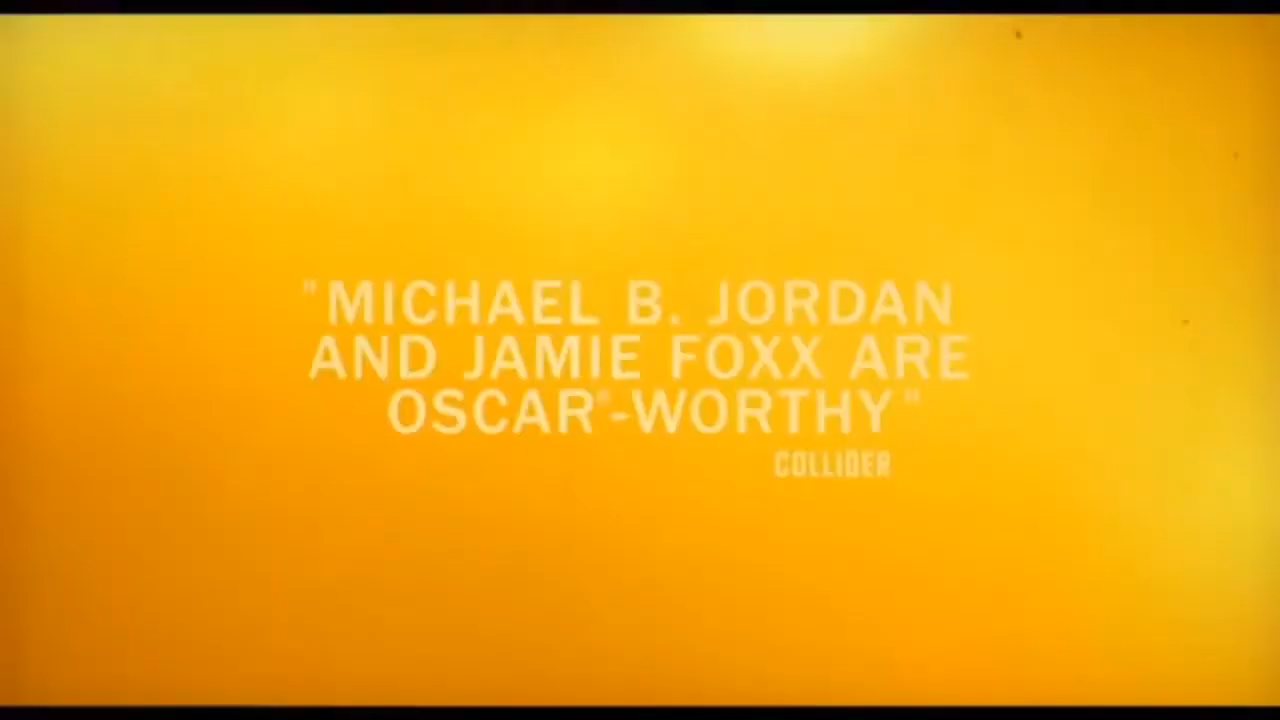 "MICHAEL B. JORDAN
AND JAMIE FOXX ARE
OSCAR®-WORTHY"
COLLIDER